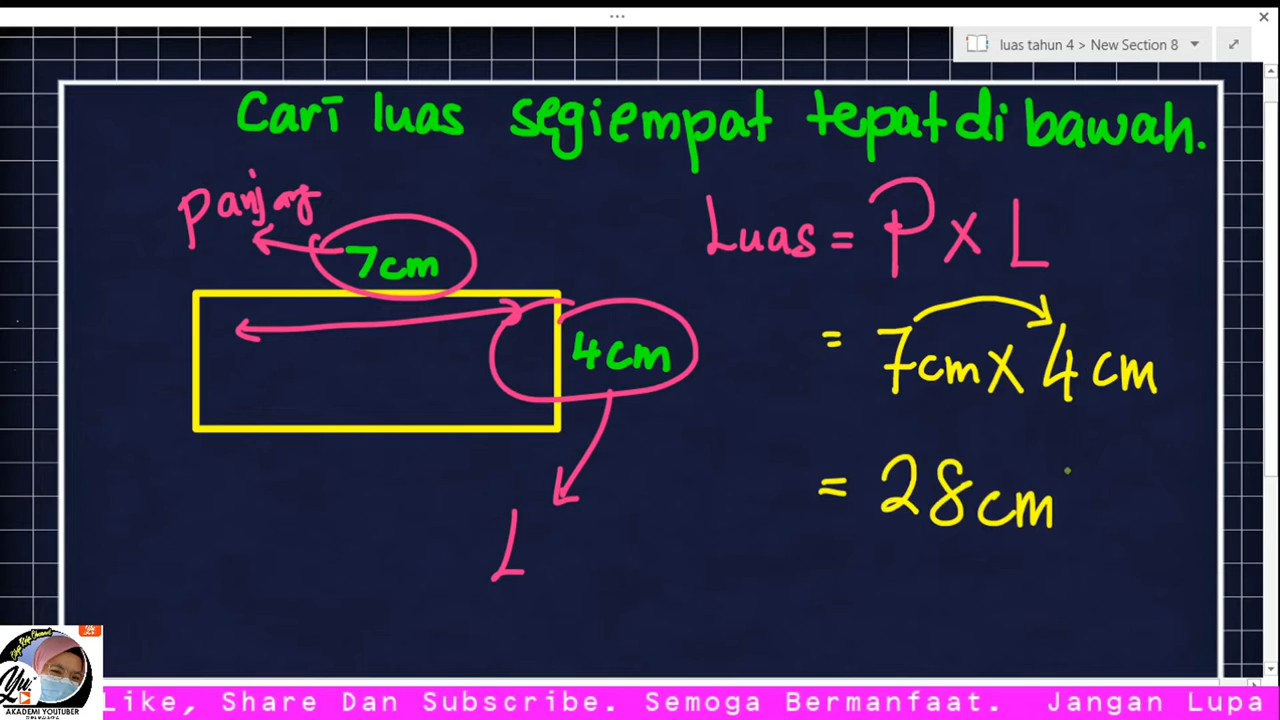 luas tahun 4 > New Section 8
Cari luas segiempat tepat di bawah.
Panjang
7cm
4cm
L
Luas = P x L
= 7cm x 4cm
= 28cm
AKADEMI YOUTUBER
Like, Share Dan Subscribe. Semoga Bermanfaat. Jangan Lupa